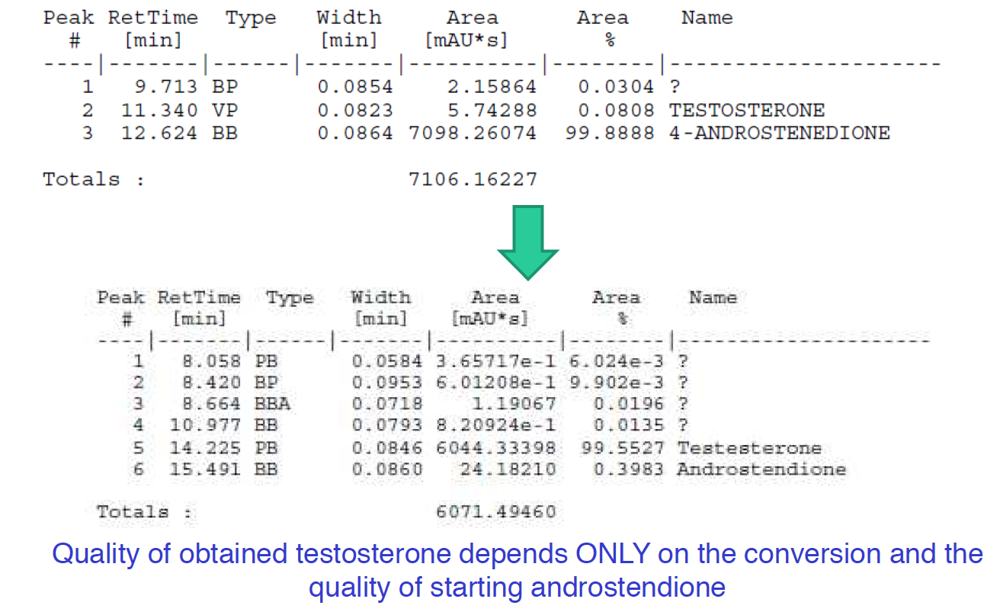 Peak RetTime Type Width Area Area Name
# [min] [min] [mAU*s] %
----|-------|------|-------|----------|--------|---------------------
1 9.713 BP 0.0854 2.15864 0.0304 ?
2 11.340 VP 0.0823 5.74288 0.0808 TESTOSTERONE
3 12.624 BB 0.0864 7098.26074 99.8888 4-ANDROSTENEDIONE
Totals : 7106.16227
Peak RetTime Type Width Area Area Name
# [min] [min] [mAU*s] %
----|-------|------|-------|----------|--------|---------------------
1 8.058 PB 0.0584 3.65717e-1 6.024e-3 ?
2 8.420 BP 0.0953 6.01208e-1 9.902e-3 ?
3 8.664 BBA 0.0718 1.19067 0.0196 ?
4 10.977 BB 0.0793 8.20924e-1 0.0135 ?
5 14.225 PB 0.0846 6044.33398 99.5527 Testesterone
6 15.491 BB 0.0860 24.18210 0.3983 Androstendione
Totals : 6071.49460
Quality of obtained testosterone depends ONLY on the conversion and the
quality of starting androstendione